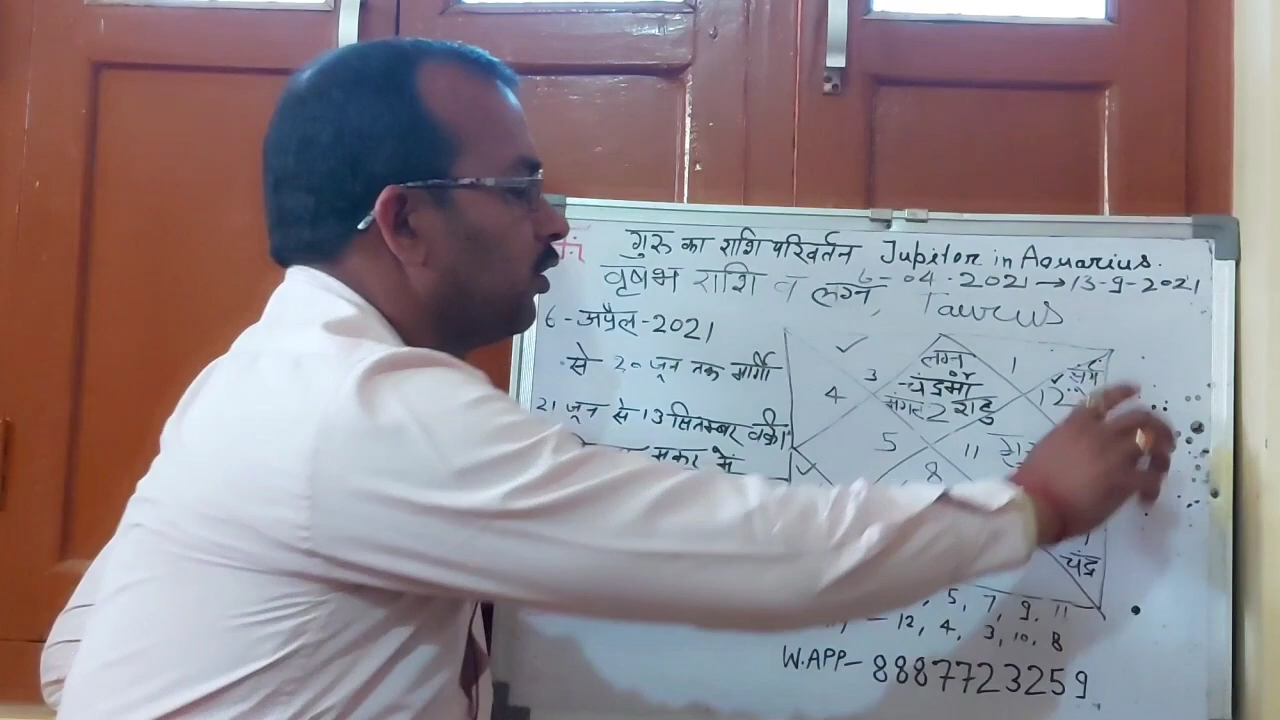 गुरु का राशि परिवर्तन Jupiter in Aquarius.
वृषभ राशि व लग्न, Taurus
6-04-2021→13-9-2021
6-अप्रैल-2021
से 20 जून तक मार्गी
21 जून से 13 सितम्बर वक्री
मकर में
लग्न
चंद्रमाँ
मंगल 2 राहु
1
3
4
12
5
11
8
चंद्र
5, 7, 9, 11
12, 4, 3, 10, 8
W.APP-8887723259